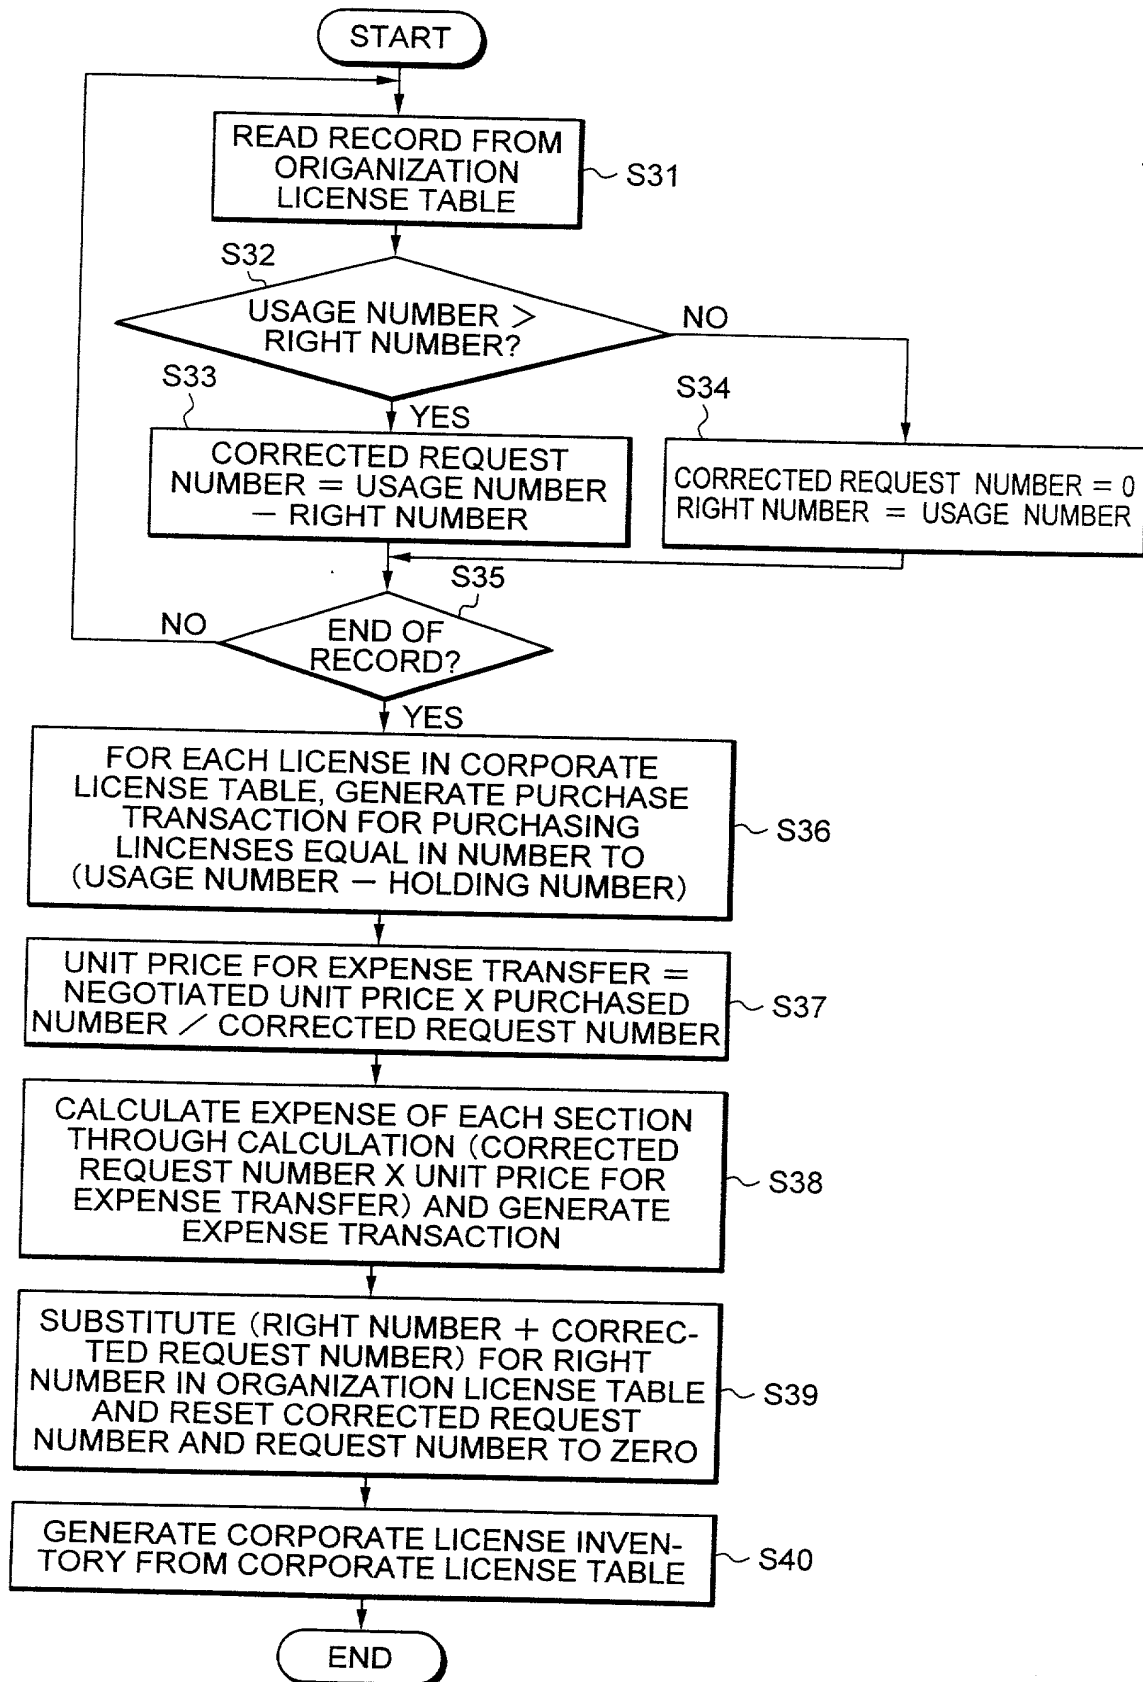 START
READ RECORD FROM
ORIGANIZATION
LICENSE TABLE
S31
S32
USAGE NUMBER >
RIGHT NUMBER?
NO
S33
YES
S34
CORRECTED REQUEST
NUMBER = USAGE NUMBER
− RIGHT NUMBER
CORRECTED REQUEST NUMBER = 0
RIGHT NUMBER = USAGE NUMBER
S35
NO
END OF
RECORD?
YES
FOR EACH LICENSE IN CORPORATE
LICENSE TABLE, GENERATE PURCHASE
TRANSACTION FOR PURCHASING
LINCENSES EQUAL IN NUMBER TO
(USAGE NUMBER − HOLDING NUMBER)
S36
UNIT PRICE FOR EXPENSE TRANSFER =
NEGOTIATED UNIT PRICE X PURCHASED
NUMBER / CORRECTED REQUEST NUMBER
S37
CALCULATE EXPENSE OF EACH SECTION
THROUGH CALCULATION (CORRECTED
REQUEST NUMBER X UNIT PRICE FOR
EXPENSE TRANSFER) AND GENERATE
EXPENSE TRANSACTION
S38
SUBSTITUTE (RIGHT NUMBER + CORREC-
TED REQUEST NUMBER) FOR RIGHT
NUMBER IN ORGANIZATION LICENSE TABLE
AND RESET CORRECTED REQUEST
NUMBER AND REQUEST NUMBER TO ZERO
S39
GENERATE CORPORATE LICENSE INVEN-
TORY FROM CORPORATE LICENSE TABLE
S40
END